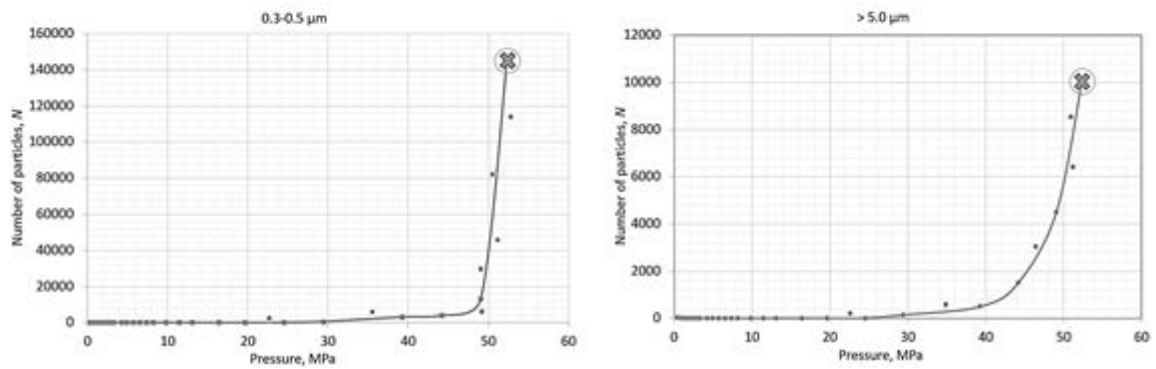 0.3-0.5 µm
160000
140000
120000
100000
80000
60000
40000
20000
0
Number of particles, N
0 10 20 30 40 50 60
Pressure, MPa
> 5.0 µm
12000
10000
8000
6000
4000
2000
0
Number of particles, N
0 10 20 30 40 50 60
Pressure, MPa